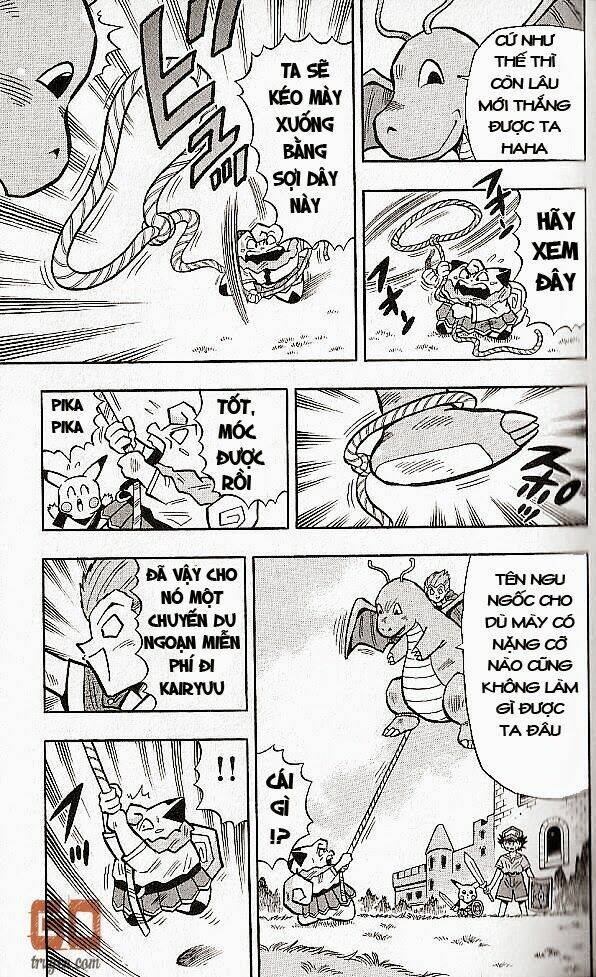 CỨ NHƯ
THẾ THÌ
CÒN LÂU
MỚI THẮNG
ĐƯỢC TA
HAHA
HÃY
XEM
ĐÂY
TA SẼ
KÉO MÀY
XUỐNG
BẰNG
SỢI DÂY
NÀY
TỐT,
MÓC
ĐƯỢC
RỒI
PIKA
PIKA
TÊN NGU
NGỐC CHO
DÙ MÀY CÓ
NẶNG CỠ
NÀO CŨNG
KHÔNG LÀM
GÌ ĐƯỢC
TA ĐÂU
CÁI
GÌ
!?
ĐÃ VẬY CHO
NÓ MỘT
CHUYẾN DU
NGOẠN MIỄN
PHÍ ĐI
KAIRYUU
!!